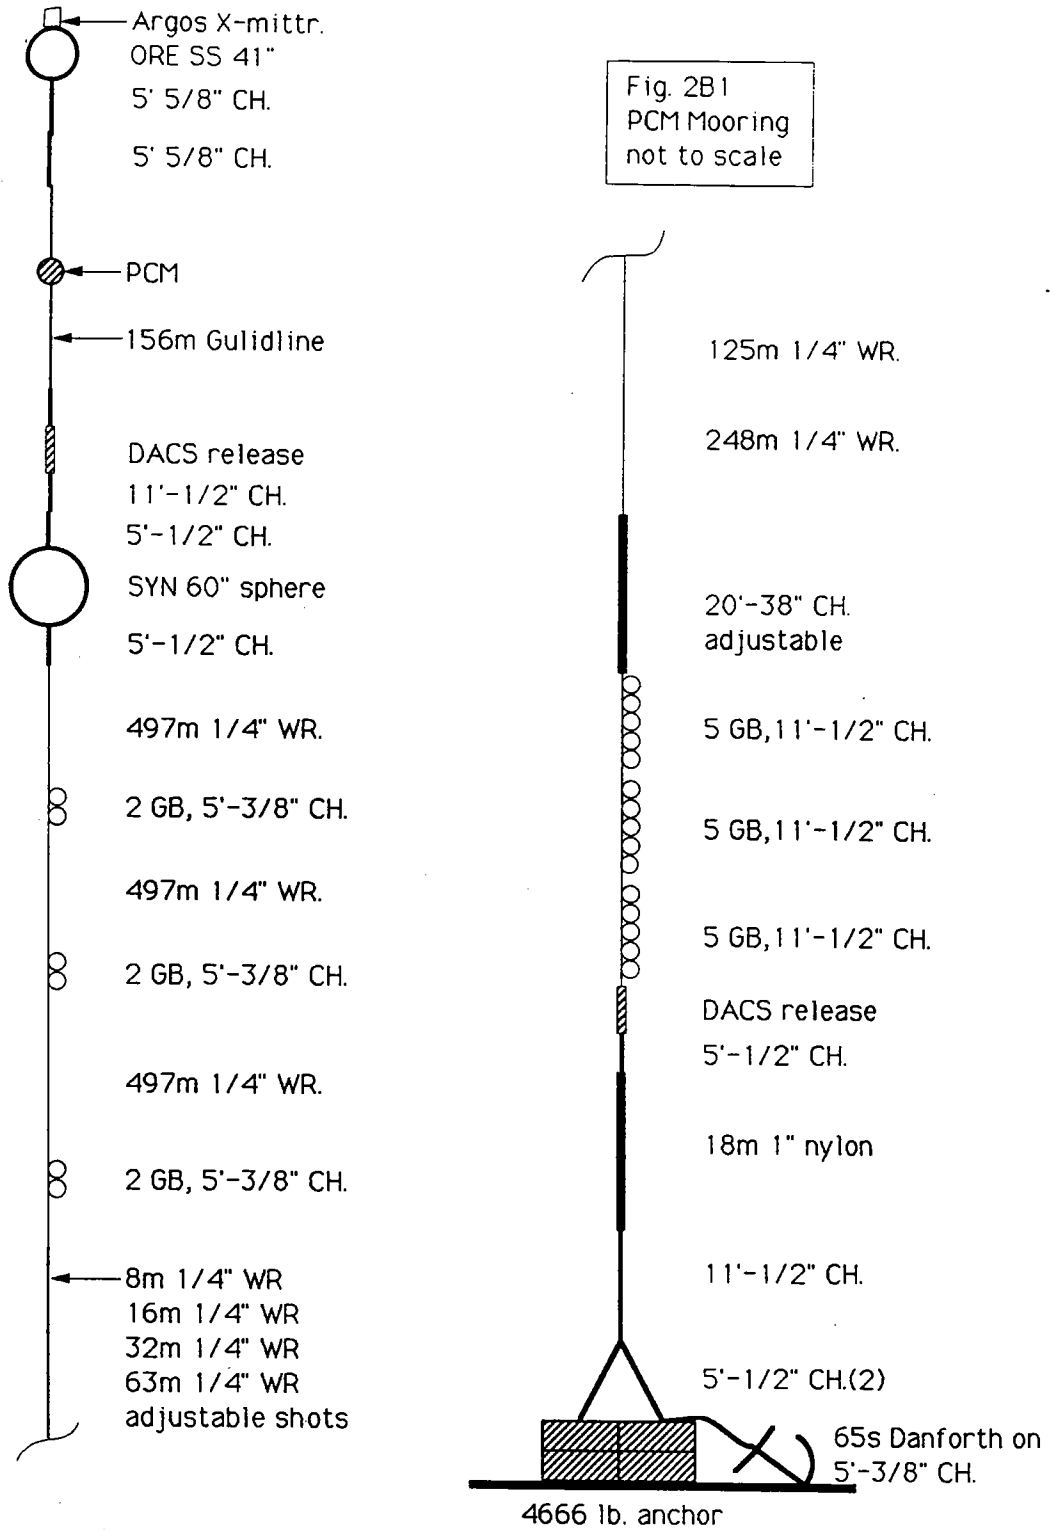 Argos X-mittr.
ORE SS 41"
5' 5/8" CH.
5' 5/8" CH.
PCM
156m Gulidline
DACS release
11'-1/2" CH.
5'-1/2" CH.
SYN 60" sphere
5'-1/2" CH.
497m 1/4" WR.
2 GB, 5'-3/8" CH.
497m 1/4" WR.
2 GB, 5'-3/8" CH.
497m 1/4" WR.
2 GB, 5'-3/8" CH.
8m 1/4" WR
16m 1/4" WR
32m 1/4" WR
63m 1/4" WR
adjustable shots
Fig. 2B1
PCM Mooring
not to scale
125m 1/4" WR.
248m 1/4" WR.
20'-38" CH.
adjustable
5 GB,11'-1/2" CH.
5 GB,11'-1/2" CH.
5 GB,11'-1/2" CH.
DACS release
5'-1/2" CH.
18m 1" nylon
11'-1/2" CH.
5'-1/2" CH.(2)
65s Danforth on
5'-3/8" CH.
4666 lb. anchor